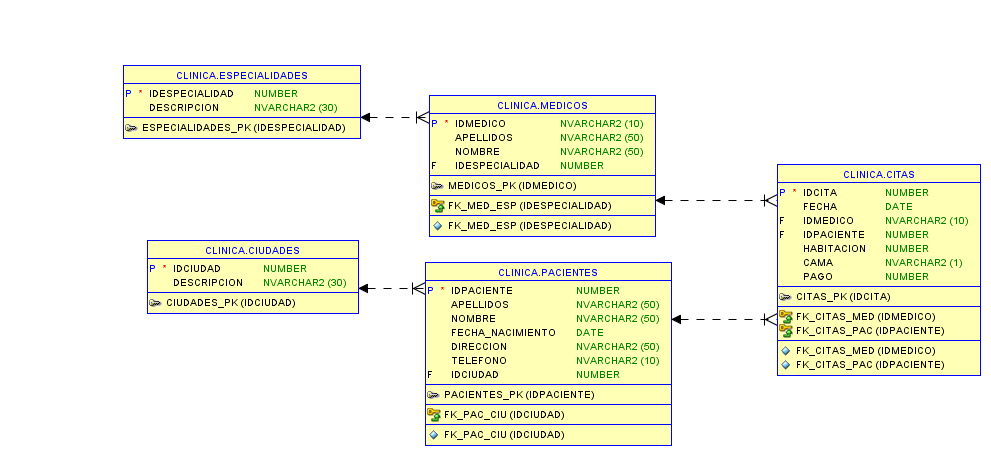 CLINICA.ESPECIALIDADES
P * IDESPECIALIDAD NUMBER
DESCRIPCION NVARCHAR2 (30)
ESPECIALIDADES_PK (IDESPECIALIDAD)
CLINICA.MEDICOS
P * IDMEDICO NVARCHAR2 (10)
APELLIDOS NVARCHAR2 (50)
NOMBRE NVARCHAR2 (50)
F IDESPECIALIDAD NUMBER
MEDICOS_PK (IDMEDICO)
FK_MED_ESP (IDESPECIALIDAD)
FK_MED_ESP (IDESPECIALIDAD)
CLINICA.CITAS
P * IDCITA NUMBER
FECHA DATE
F IDMEDICO NVARCHAR2 (10)
F IDPACIENTE NUMBER
HABITACION NUMBER
CAMA NVARCHAR2 (1)
PAGO NUMBER
CITAS_PK (IDCITA)
FK_CITAS_MED (IDMEDICO)
FK_CITAS_PAC (IDPACIENTE)
FK_CITAS_MED (IDMEDICO)
FK_CITAS_PAC (IDPACIENTE)
CLINICA.CIUDADES
P * IDCIUDAD NUMBER
DESCRIPCION NVARCHAR2 (30)
CIUDADES_PK (IDCIUDAD)
CLINICA.PACIENTES
P * IDPACIENTE NUMBER
APELLIDOS NVARCHAR2 (50)
NOMBRE NVARCHAR2 (50)
FECHA_NACIMIENTO DATE
DIRECCION NVARCHAR2 (50)
TELEFONO NVARCHAR2 (10)
F IDCIUDAD NUMBER
PACIENTES_PK (IDPACIENTE)
FK_PAC_CIU (IDCIUDAD)
FK_PAC_CIU (IDCIUDAD)